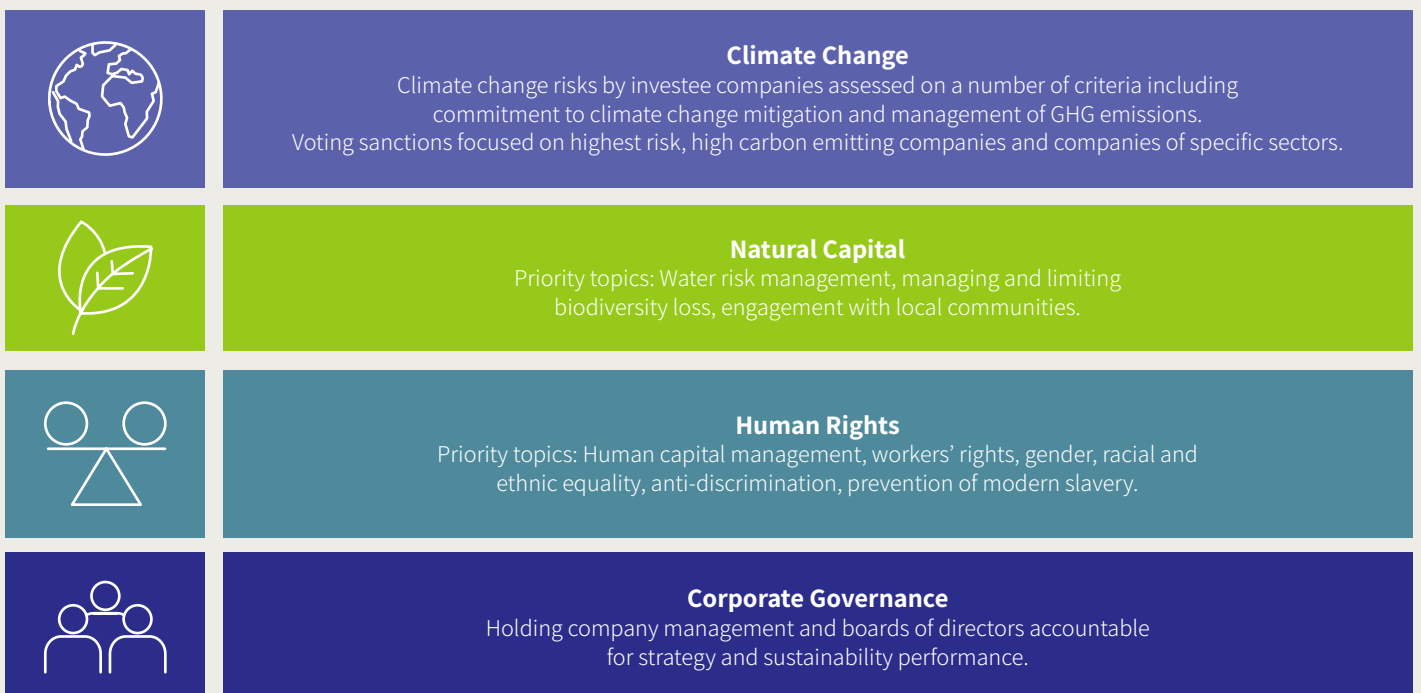 Climate Change
Climate change risks by investee companies assessed on a number of criteria including
commitment to climate change mitigation and management of GHG emissions.
Voting sanctions focused on highest risk, high carbon emitting companies and companies of specific sectors.
Natural Capital
Priority topics: Water risk management, managing and limiting
biodiversity loss, engagement with local communities.
Human Rights
Priority topics: Human capital management, workers’ rights, gender, racial and
ethnic equality, anti-discrimination, prevention of modern slavery.
Corporate Governance
Holding company management and boards of directors accountable
for strategy and sustainability performance.